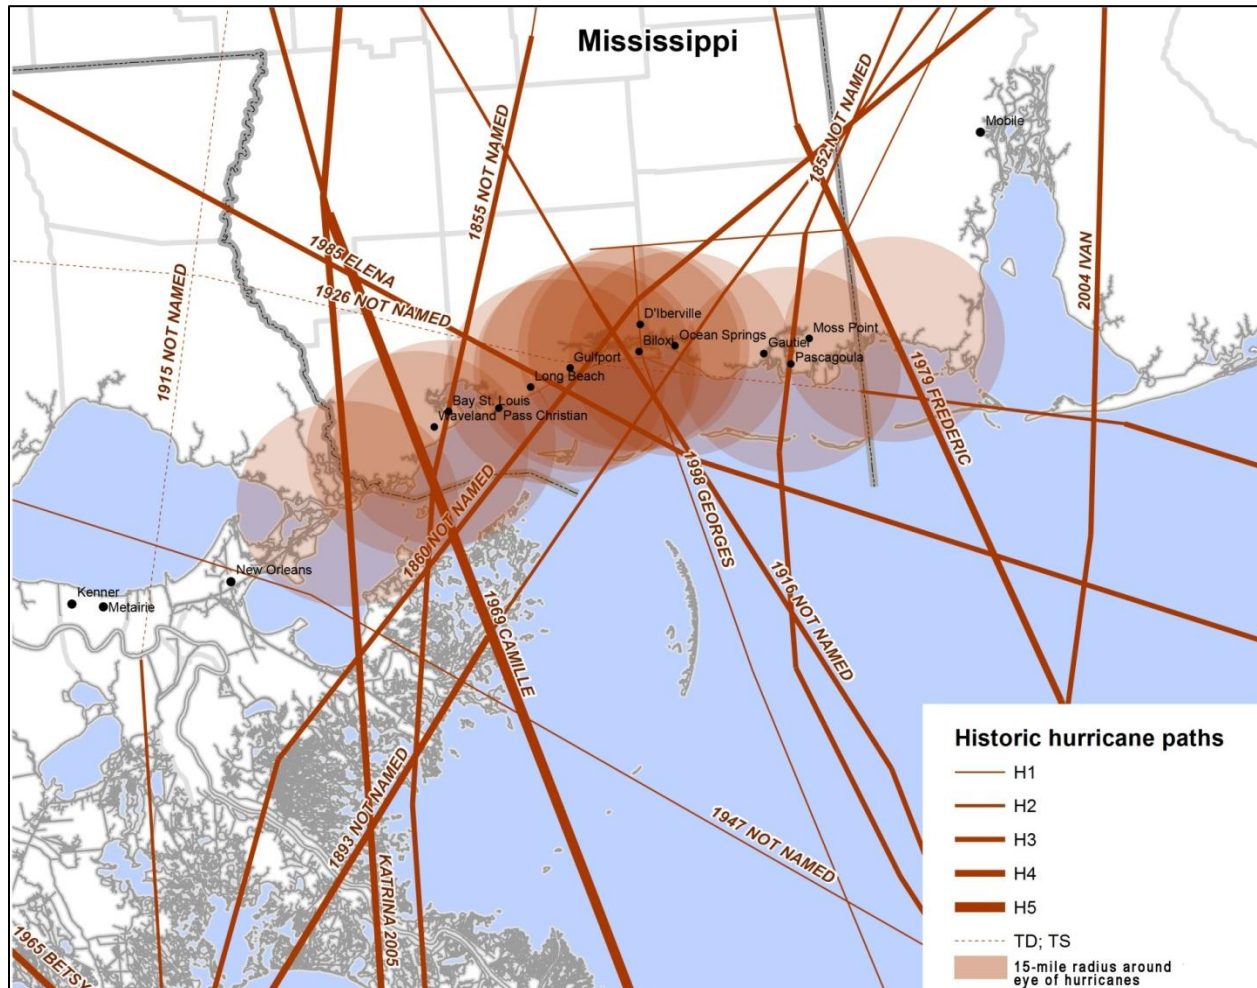 Mississippi
1852 NOT NAMED
Mobile
1855 NOT NAMED
1985 ELENA
1926 NOT NAMED
1915 NOT NAMED
2004 IVAN
D'Iberville
Biloxi
Ocean Springs
Moss Point
Gautier
Pascagoula
Gulfport
Long Beach
Bay St. Louis
Waveland
Pass Christian
1979 FREDERIC
1998 GEORGES
1860 NOT NAMED
New Orleans
Kenner
Metairie
1969 CAMILLE
1916 NOT NAMED
1893 NOT NAMED
KATRINA 2005
1947 NOT NAMED
1965 BETSY
Historic hurricane paths
H1
H2
H3
H4
H5
TD; TS
15-mile radius around
eye of hurricanes